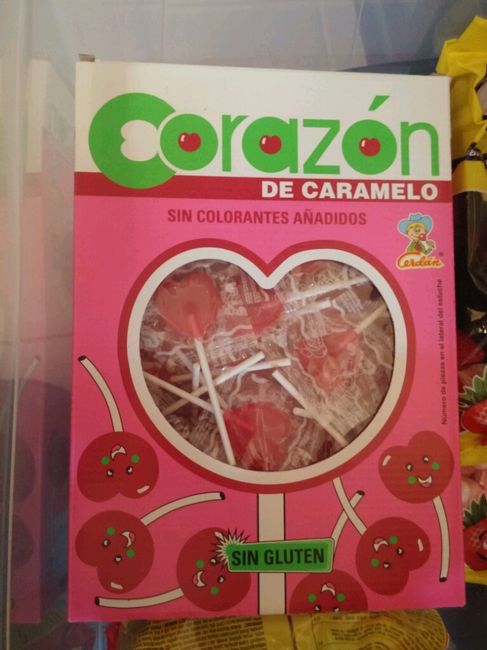 Corazón
DE CARAMELO
SIN COLORANTES AÑADIDOS
Cerdán
®
Número de piezas en el lateral del estuche
SIN GLUTEN